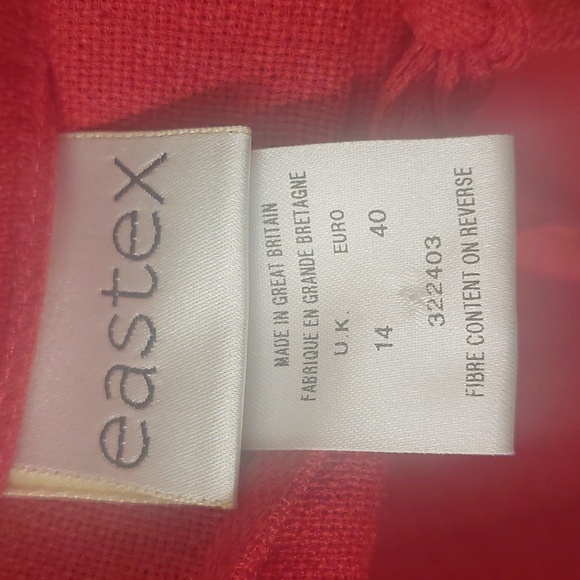 eastex
MADE IN GREAT BRITAIN
FABRIQUE EN GRANDE BRETAGNE
U.K. EURO
14 40
322403
FIBRE CONTENT ON REVERSE